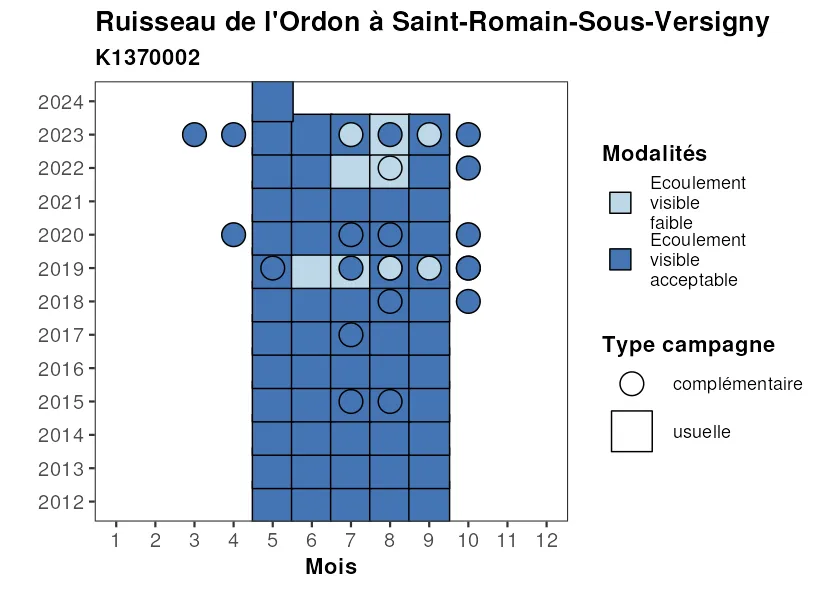 Ruisseau de l'Ordon à Saint-Romain-Sous-Versigny
K1370002
2024
2023
2022
2021
2020
2019
2018
2017
2016
2015
2014
2013
2012
1 2 3 4 5 6 7 8 9 10 11 12
Mois
Modalités
Ecoulement
visible
faible
Ecoulement
visible
acceptable
Type campagne
complémentaire
usuelle